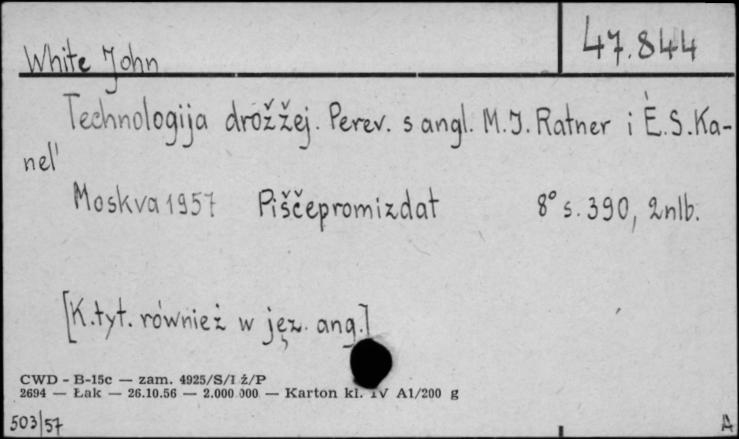 White John 47.844
Technologija drožžej. Perev. s angl. M.J. Ratner i È.S. Ka-
nel'
Moskva 1957 Piščepromizdat 8° s. 390, 2nlb.
[K.tyt. również w jęz. ang.]
CWD - B-15c — zam. 4925/S/I ż/P
2694 — Łak — 26.10.56 — 2.000.000 — Karton kl. IV A1/200 g
503/57 A